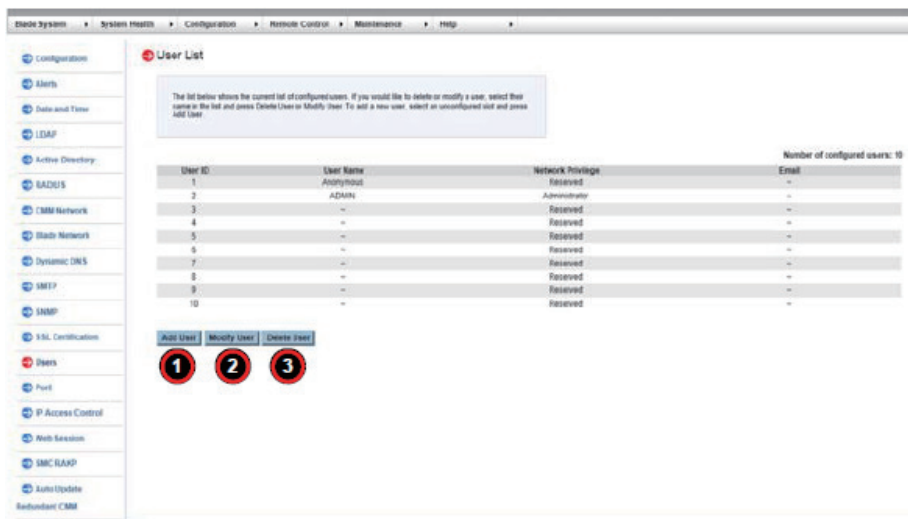 Blade System System Health Configuration Remote Control Maintenance Help
Configuration
Alerts
Date and Time
LDAP
Active Directory
RADIUS
CMM Network
Blade Network
Dynamic DNS
SMTP
SNMP
SSL Certification
Users
Port
IP Access Control
Web Session
SMC RAKP
Auto Update
Redundant CMM
User List
The list below shows the current list of configured users. If you would like to delete or modify a user, select their
name in the list and press Delete User or Modify User. To add a new user, select an unconfigured slot and press
Add User.
Number of configured users: 10
User ID User Name Network Privilege Email
1 Anonymous Reserved ~
2 ADMIN Administrator ~
3 ~ Reserved ~
4 ~ Reserved ~
5 ~ Reserved ~
6 ~ Reserved ~
7 ~ Reserved ~
8 ~ Reserved ~
9 ~ Reserved ~
10 ~ Reserved ~
Add User Modify User Delete User
1 2 3